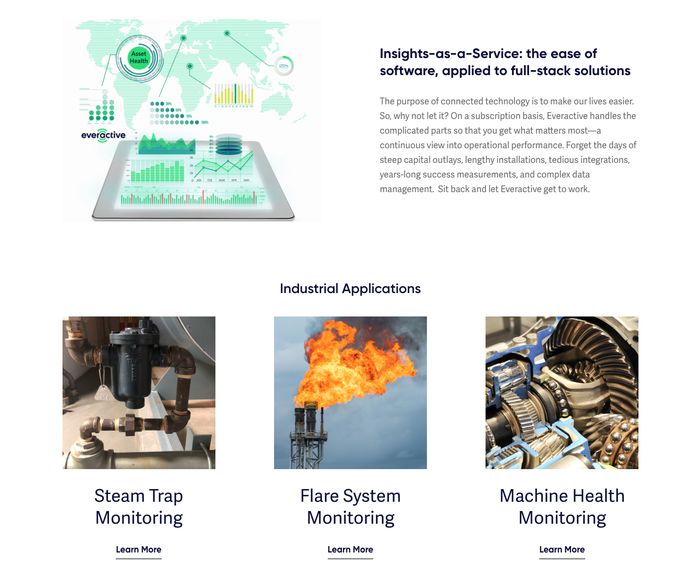 Asset
Health
everactive
Insights-as-a-Service: the ease of
software, applied to full-stack solutions
The purpose of connected technology is to make our lives easier.
So, why not let it? On a subscription basis, Everactive handles the
complicated parts so that you get what matters most—a
continuous view into operational performance. Forget the days of
steep capital outlays, lengthy installations, tedious integrations,
years-long success measurements, and complex data
management. Sit back and let Everactive get to work.
Industrial Applications
Steam Trap
Monitoring
Flare System
Monitoring
Machine Health
Monitoring
Learn More
Learn More
Learn More